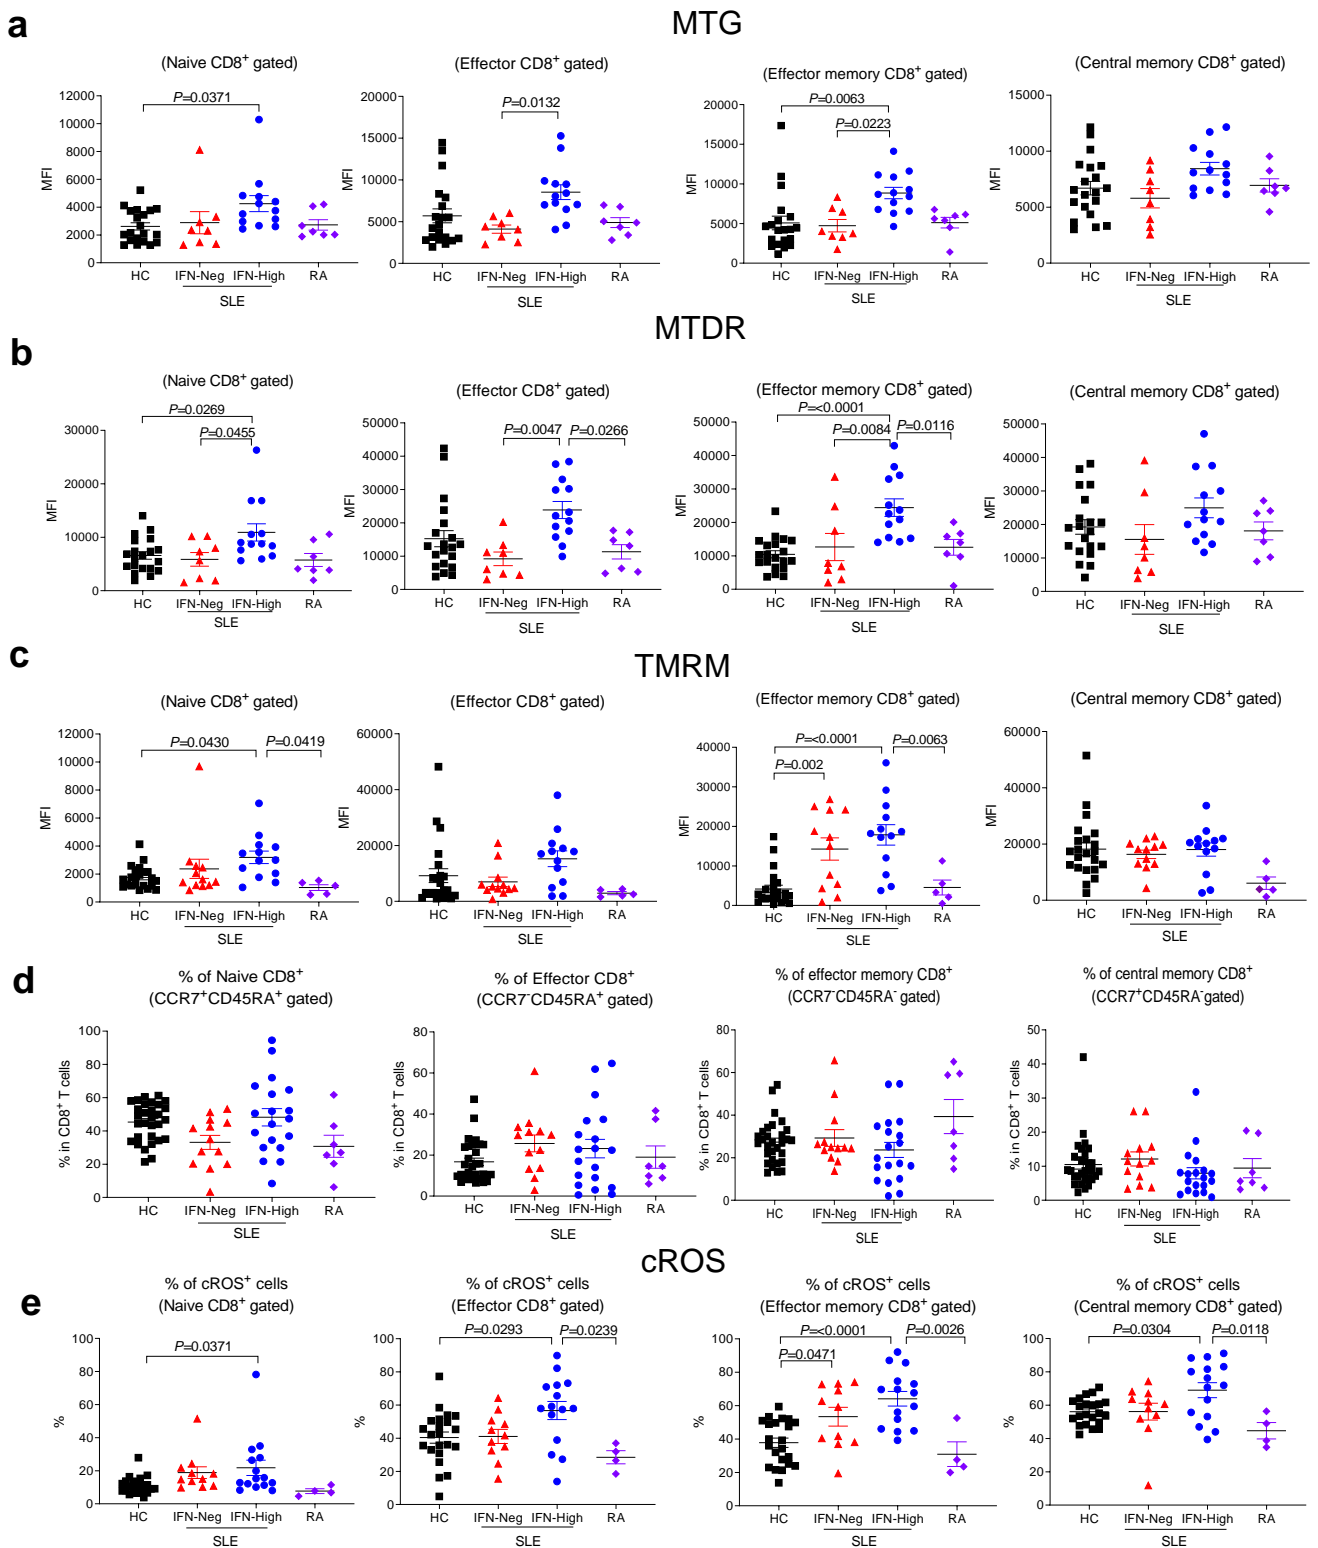 a
MTG
(Naive CD8+ gated)
(Effector CD8+ gated)
(Effector memory CD8+ gated)
(Central memory CD8+ gated)
P=0.0371
P=0.0132
P=0.0063
P=0.0223
MFI
12000
10000
8000
6000
4000
2000
0
HC
IFN-Neg
IFN-High
RA
SLE
MFI
20000
15000
10000
5000
0
HC
IFN-Neg
IFN-High
RA
SLE
MFI
20000
15000
10000
5000
0
HC
IFN-Neg
IFN-High
RA
SLE
MFI
15000
10000
5000
0
HC
IFN-Neg
IFN-High
RA
SLE
b
MTDR
(Naive CD8+ gated)
(Effector CD8+ gated)
(Effector memory CD8+ gated)
(Central memory CD8+ gated)
P=0.0269
P=0.0455
P=0.0047
P=0.0266
P=<0.0001
P=0.0084
P=0.0116
MFI
30000
20000
10000
0
HC
IFN-Neg
IFN-High
RA
SLE
MFI
50000
40000
30000
20000
10000
0
HC
IFN-Neg
IFN-High
RA
SLE
MFI
50000
40000
30000
20000
10000
0
HC
IFN-Neg
IFN-High
RA
SLE
MFI
50000
40000
30000
20000
10000
0
HC
IFN-Neg
IFN-High
RA
SLE
c
TMRM
(Naive CD8+ gated)
(Effector CD8+ gated)
(Effector memory CD8+ gated)
(Central memory CD8+ gated)
P=0.0430
P=0.0419
P=<0.0001
P=0.0063
P=0.002
MFI
12000
10000
8000
6000
4000
2000
0
HC
IFN-Neg
IFN-High
RA
SLE
MFI
60000
40000
20000
0
HC
IFN-Neg
IFN-High
RA
SLE
MFI
40000
30000
20000
10000
0
HC
IFN-Neg
IFN-High
RA
SLE
MFI
60000
40000
20000
0
HC
IFN-Neg
IFN-High
RA
SLE
d
% of Naive CD8+
(CCR7+CD45RA+ gated)
% of Effector CD8+
(CCR7-CD45RA+ gated)
% of effector memory CD8+
(CCR7-CD45RA- gated)
% of central memory CD8+
(CCR7+CD45RA-gated)
% in CD8+ T cells
100
80
60
40
20
0
HC
IFN-Neg
IFN-High
RA
SLE
% in CD8+ T cells
80
60
40
20
0
HC
IFN-Neg
IFN-High
RA
SLE
% in CD8+ T cells
80
60
40
20
0
HC
IFN-Neg
IFN-High
RA
SLE
% in CD8+ T cells
50
40
30
20
10
0
HC
IFN-Neg
IFN-High
RA
SLE
cROS
e
% of cROS+ cells
(Naive CD8+ gated)
% of cROS+ cells
(Effector CD8+ gated)
% of cROS+ cells
(Effector memory CD8+ gated)
% of cROS+ cells
(Central memory CD8+ gated)
P=0.0371
P=0.0293
P=0.0239
P=<0.0001
P=0.0026
P=0.0471
P=0.0304
P=0.0118
%
100
80
60
40
20
0
HC
IFN-Neg
IFN-High
RA
SLE
%
100
80
60
40
20
0
HC
IFN-Neg
IFN-High
RA
SLE
%
100
80
60
40
20
0
HC
IFN-Neg
IFN-High
RA
SLE
%
100
80
60
40
20
0
HC
IFN-Neg
IFN-High
RA
SLE